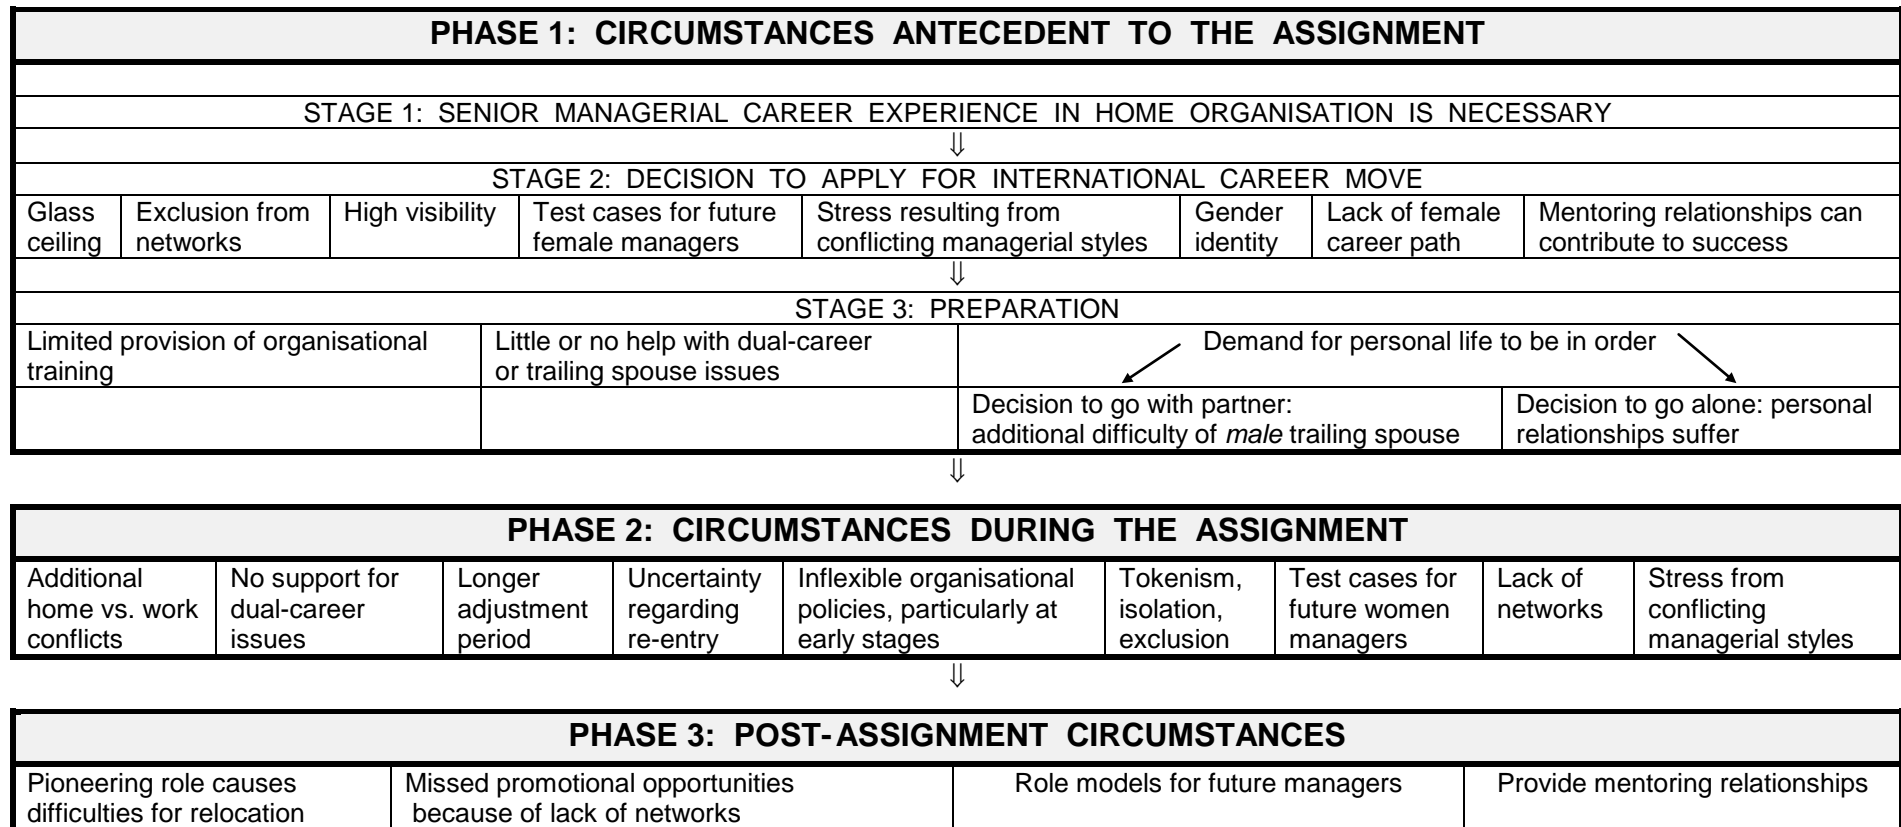 PHASE 1: CIRCUMSTANCES ANTECEDENT TO THE ASSIGNMENT
STAGE 1: SENIOR MANAGERIAL CAREER EXPERIENCE IN HOME ORGANISATION IS NECESSARY
⇓
STAGE 2: DECISION TO APPLY FOR INTERNATIONAL CAREER MOVE
Glass
ceiling
Exclusion from
networks
High visibility
Test cases for future
female managers
Stress resulting from
conflicting managerial styles
Gender
identity
Lack of female
career path
Mentoring relationships can
contribute to success
⇓
STAGE 3: PREPARATION
Limited provision of organisational
training
Little or no help with dual-career
or trailing spouse issues
Demand for personal life to be in order
Decision to go with partner:
additional difficulty of male trailing spouse
Decision to go alone: personal
relationships suffer
⇓
PHASE 2: CIRCUMSTANCES DURING THE ASSIGNMENT
Additional
home vs. work
conflicts
No support for
dual-career
issues
Longer
adjustment
period
Uncertainty
regarding
re-entry
Inflexible organisational
policies, particularly at
early stages
Tokenism,
isolation,
exclusion
Test cases for
future women
managers
Lack of
networks
Stress from
conflicting
managerial styles
⇓
PHASE 3: POST-ASSIGNMENT CIRCUMSTANCES
Pioneering role causes
difficulties for relocation
Missed promotional opportunities
because of lack of networks
Role models for future managers
Provide mentoring relationships